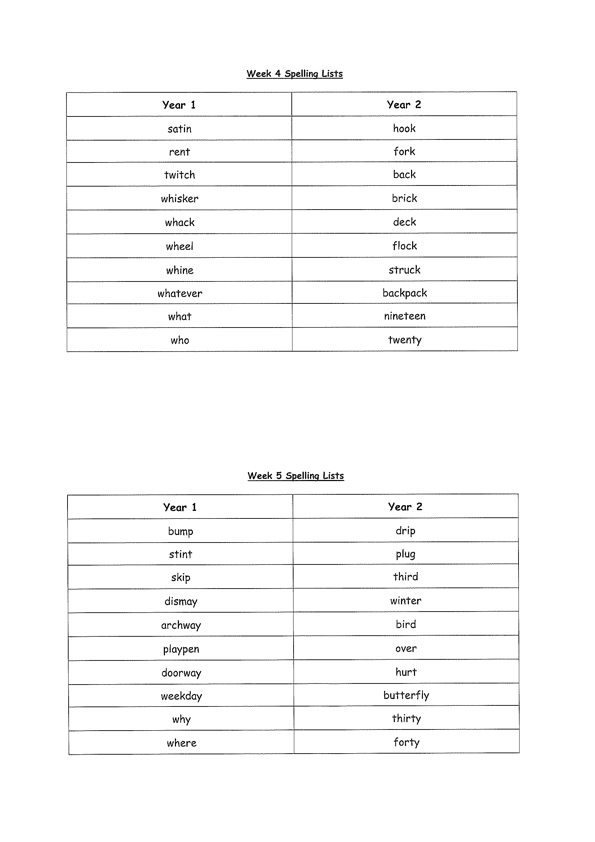 Week 4 Spelling Lists
Year 1 Year 2
satin hook
rent fork
twitch back
whisker brick
whack deck
wheel flock
whine struck
whatever backpack
what nineteen
who twenty
Week 5 Spelling Lists
Year 1 Year 2
bump drip
stint plug
skip third
dismay winter
archway bird
playpen over
doorway hurt
weekday butterfly
why thirty
where forty